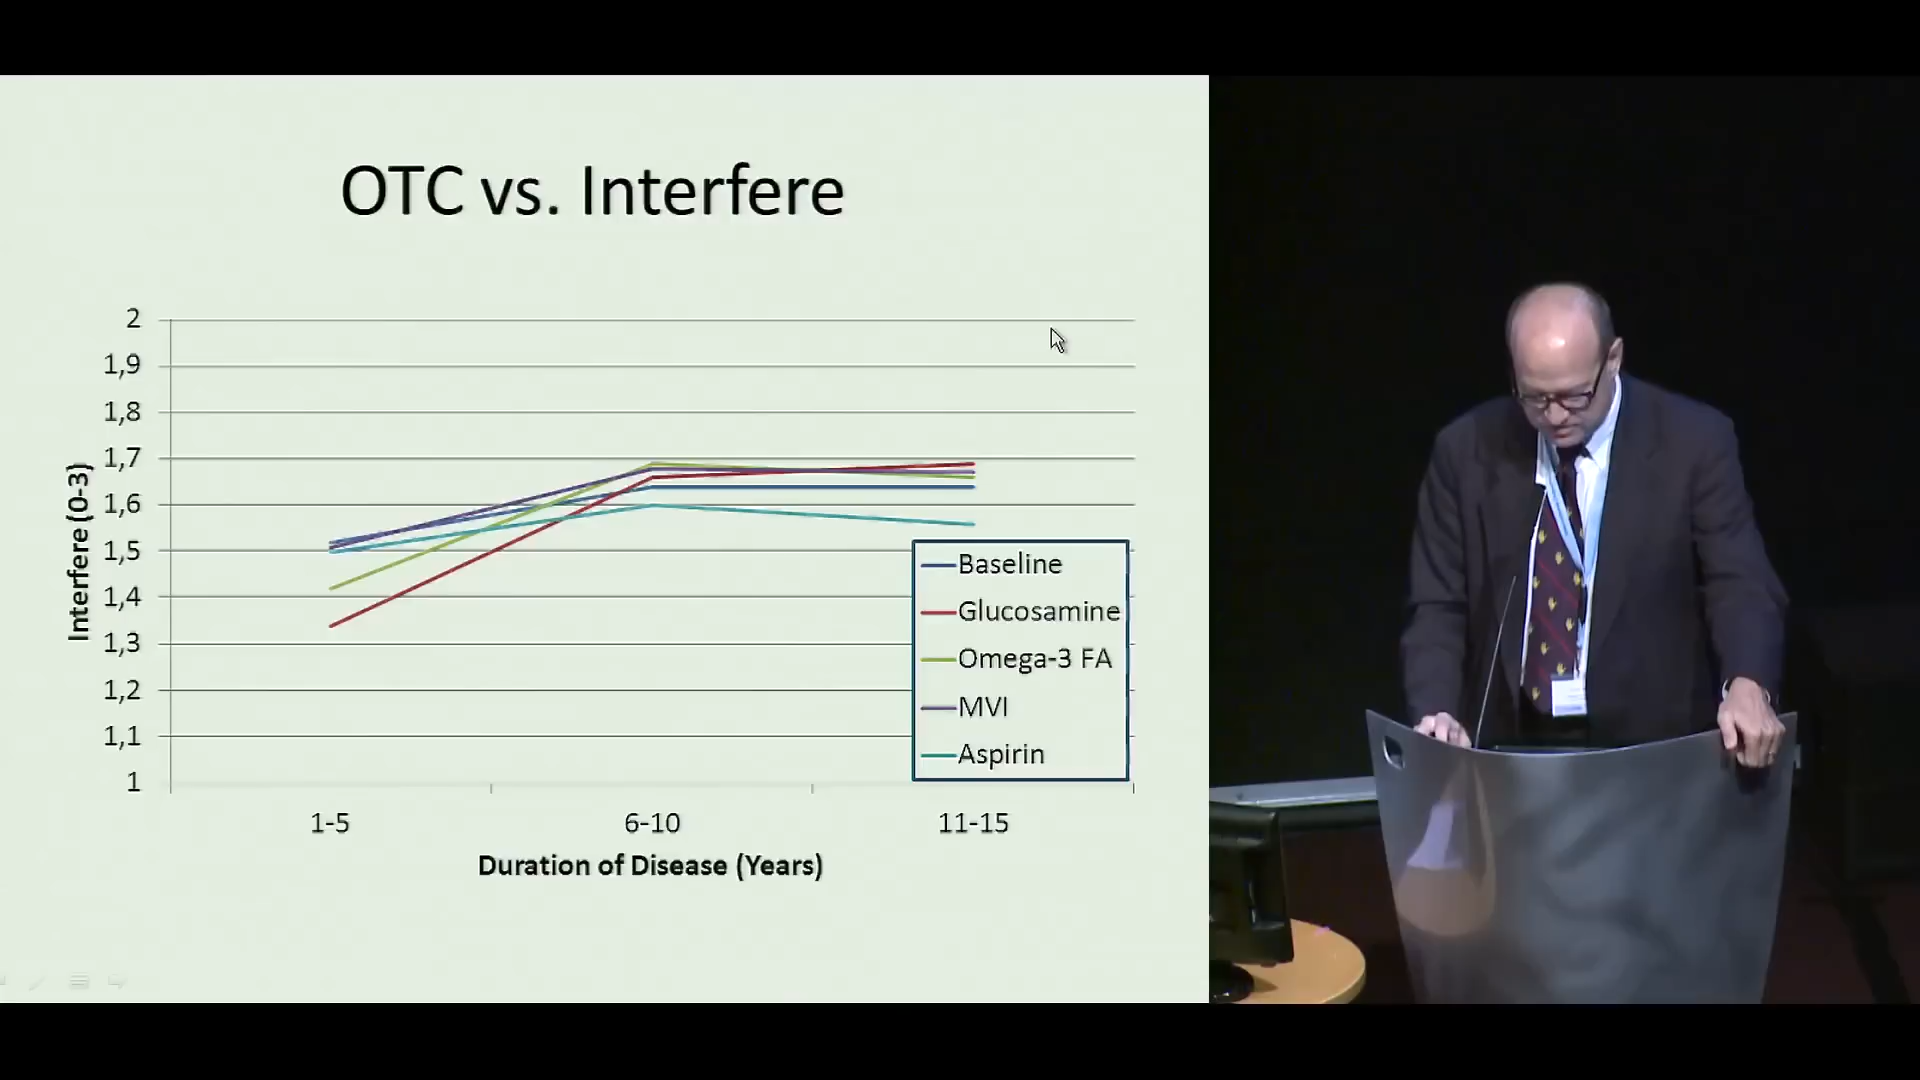 OTC vs. Interfere
2
1,9
1,8
1,7
1,6
1,5
1,4
1,3
1,2
1,1
1
Interfere (0-3)
Baseline
Glucosamine
Omega-3 FA
MVI
Aspirin
1-5 6-10 11-15
Duration of Disease (Years)